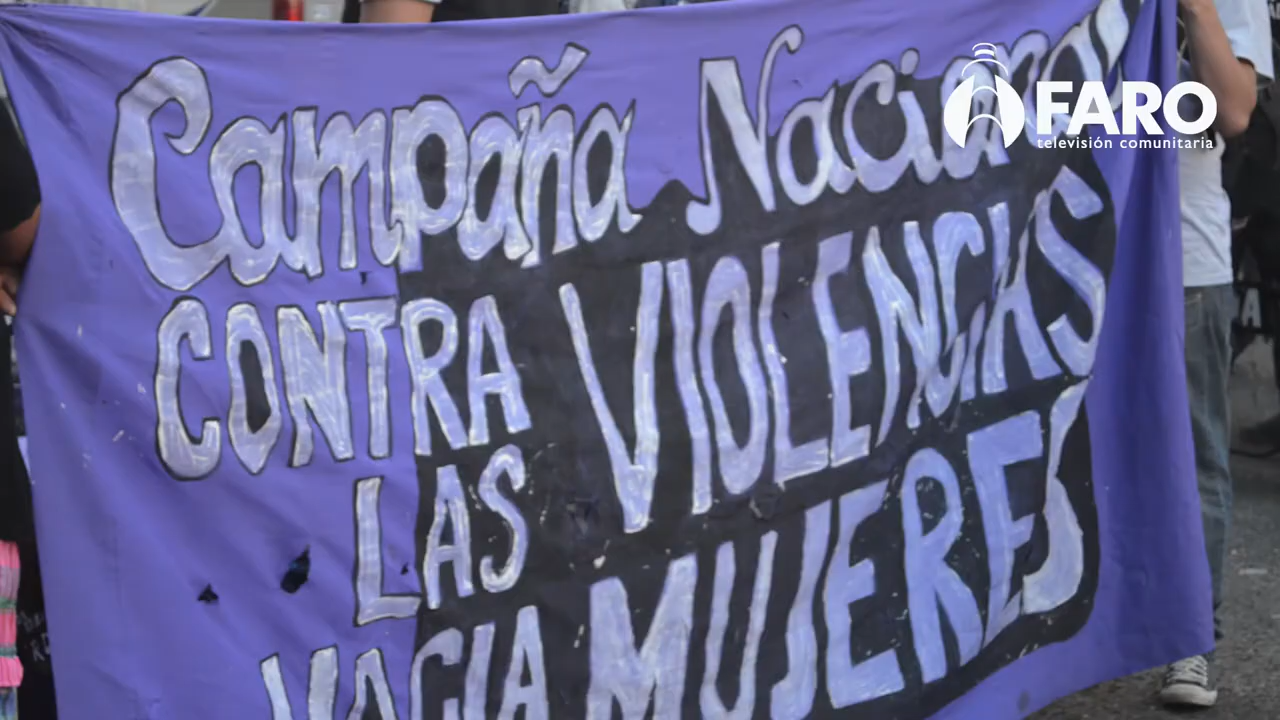 Campaña Nacional
CONTRA VIOLENCIAS
LAS
HACIA MUJERES
FARO
televisión comunitaria